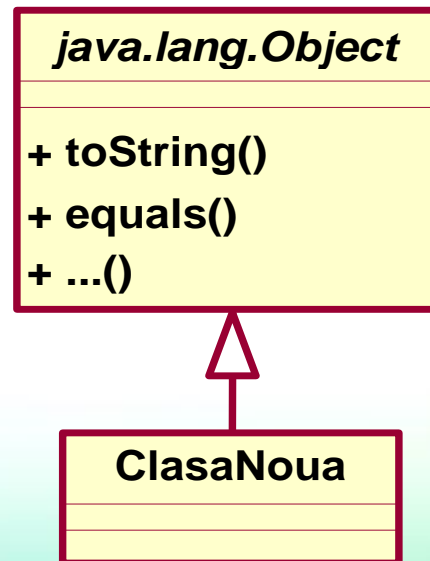 java.lang.Object
+ toString()
+ equals()
+ ...()
ClasaNoua